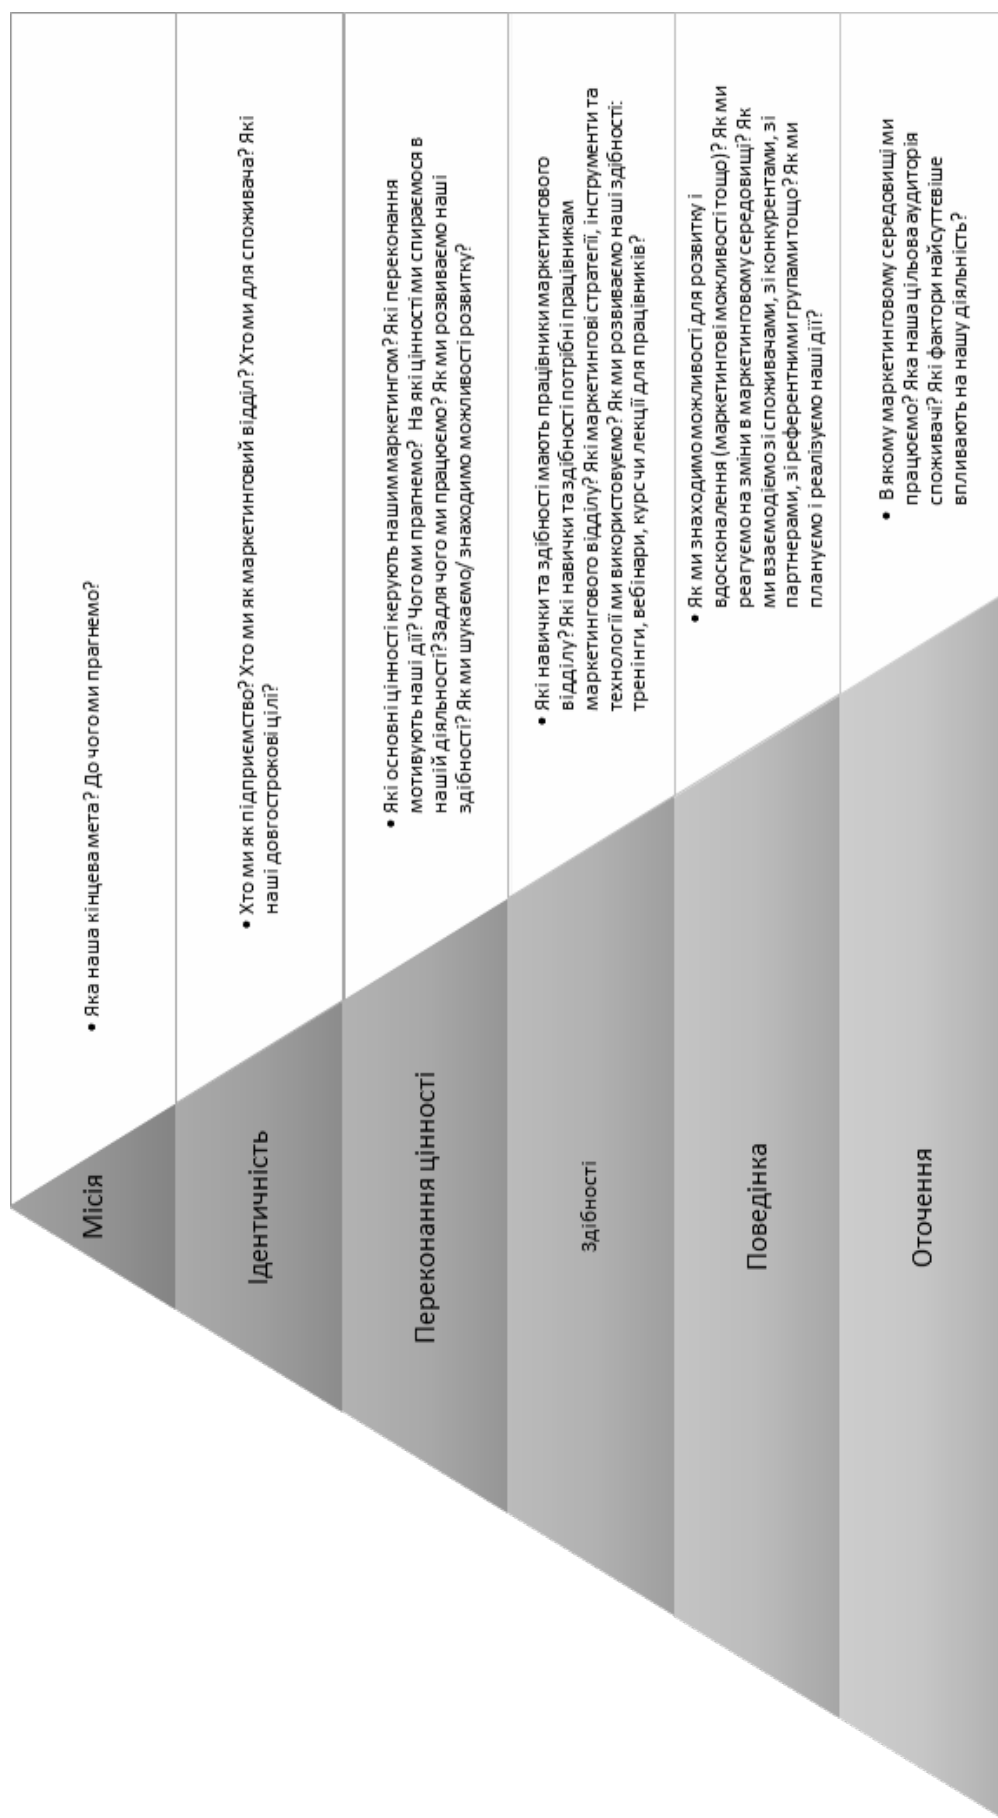 Місія
• Яка наша кінцева мета? До чого ми прагнемо?
Ідентичність
• Хто ми як підприємство? Хто ми як маркетинговий відділ? Хто ми для споживача? Які
наші довгострокові цілі?
Переконання цінності
• Які основні цінності керують нашим маркетингом? Які переконання
мотивують наші дії? Чого ми прагнемо? На які цінності ми спираємося в
нашій діяльності? Задля чого ми працюємо? Як ми розвиваємо наші
здібності? Як ми шукаємо/ знаходимо можливості розвитку?
Здібності
• Які навички та здібності мають працівники маркетингового
відділу? Які навички та здібності потрібні працівникам
маркетингового відділу? Які маркетингові стратегії, інструменти та
технології ми використовуємо? Як ми розвиваємо наші здібності:
тренінги, вебінари, курс чи лекції для працівників?
Поведінка
• Як ми знаходимо можливості для розвитку і
вдосконалення (маркетингові можливості тощо)? Як ми
реагуємо на зміни в маркетинговому середовищі? Як
ми взаємодіємо зі споживачами, зі конкурентами, зі
партнерами, зі референтними групами тощо? Як ми
плануємо і реалізуємо наші дії?
Оточення
• В якому маркетинговому середовищі ми
працюємо? Яка наша цільова аудиторія
споживачі? Які фактори найсуттєвіше
впливають на нашу діяльність?